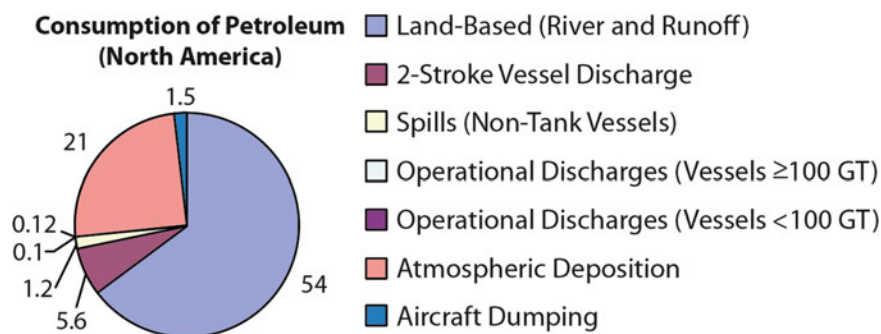 Consumption of Petroleum
(North America)
1.5
21
0.12
0.1
1.2
5.6
54
Land-Based (River and Runoff)
2-Stroke Vessel Discharge
Spills (Non-Tank Vessels)
Operational Discharges (Vessels ≥100 GT)
Operational Discharges (Vessels <100 GT)
Atmospheric Deposition
Aircraft Dumping